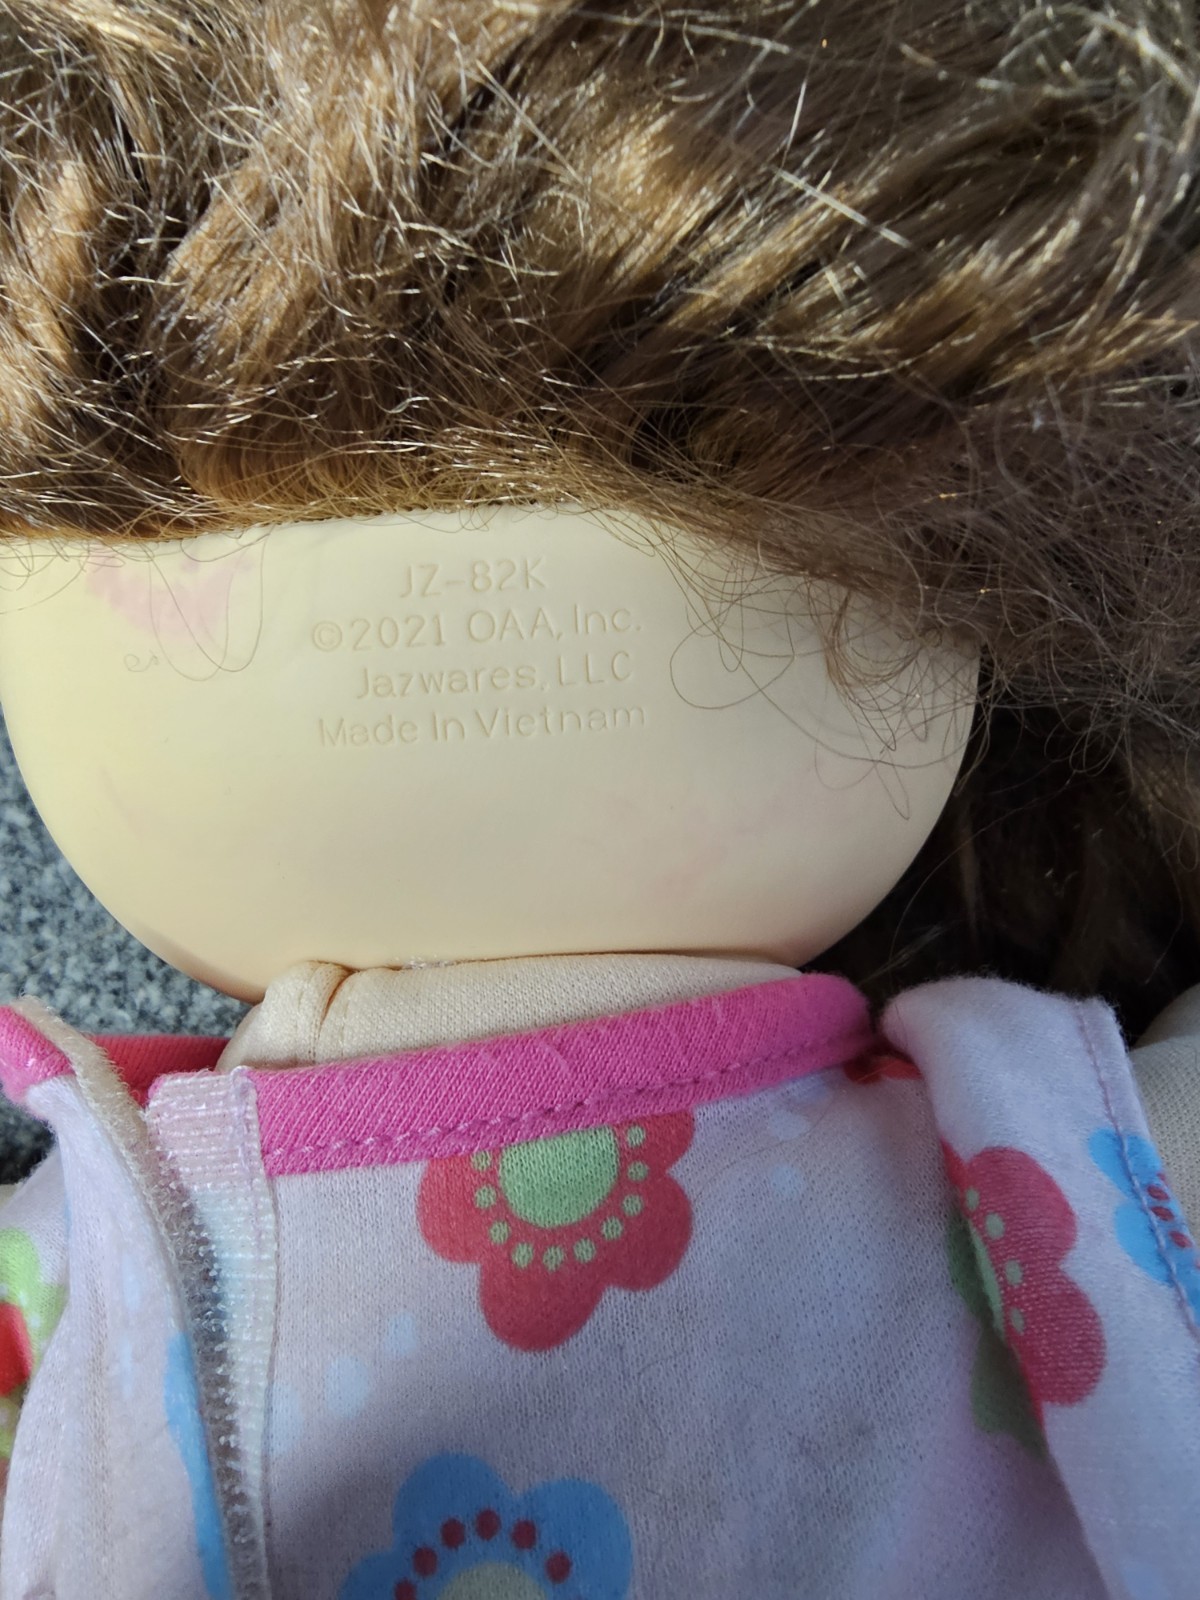 JZ-82K
©2021 OAA, Inc.
Jazwares, LLC
Made In Vietnam